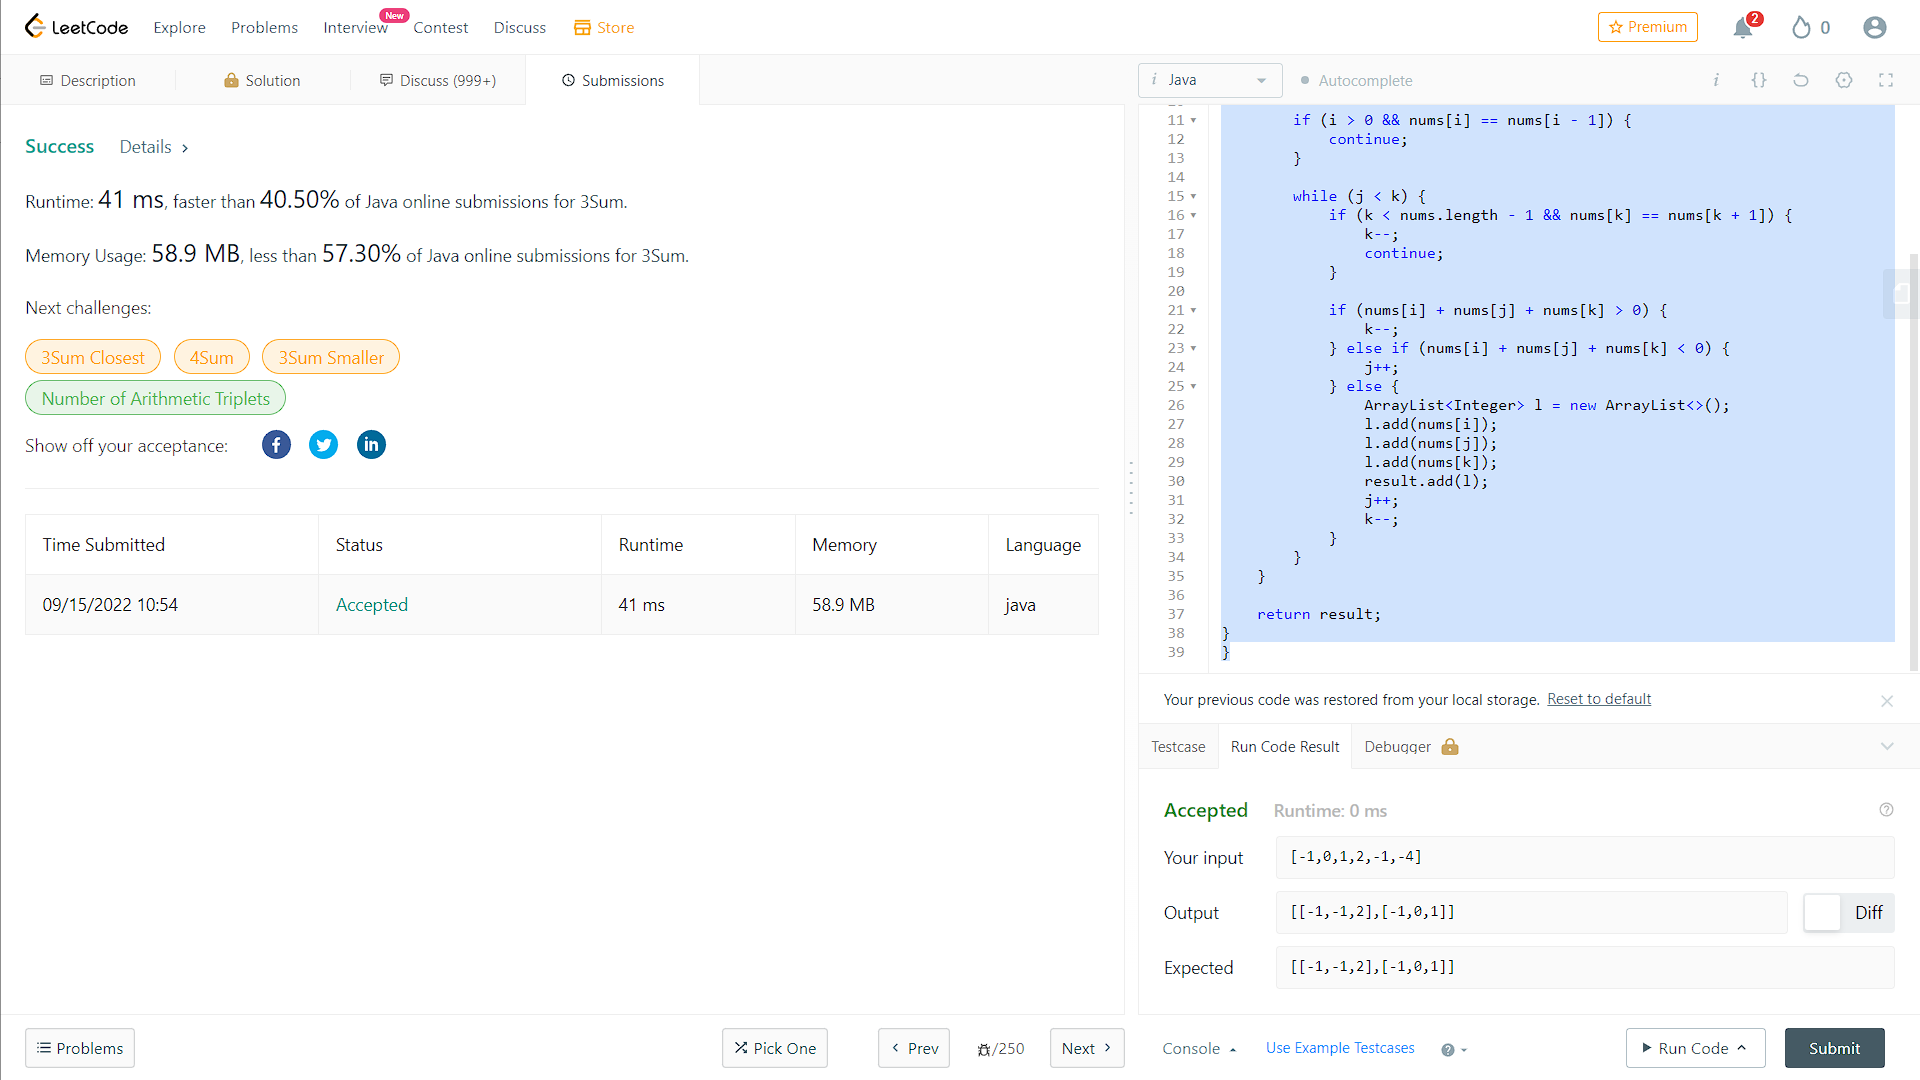 LeetCode
Explore
Problems
Interview
New
Contest
Discuss
Store
Premium
2
0
Description
Solution
Discuss (999+)
Submissions
i Java
Autocomplete
i {}
Success Details >
Runtime: 41 ms, faster than 40.50% of Java online submissions for 3Sum.
Memory Usage: 58.9 MB, less than 57.30% of Java online submissions for 3Sum.
Next challenges:
3Sum Closest
4Sum
3Sum Smaller
Number of Arithmetic Triplets
Show off your acceptance:
Time Submitted Status Runtime Memory Language
09/15/2022 10:54 Accepted 41 ms 58.9 MB java
11 if (i > 0 && nums[i] == nums[i - 1]) {
12 continue;
13 }
14
15 while (j < k) {
16 if (k < nums.length - 1 && nums[k] == nums[k + 1]) {
17 k--;
18 continue;
19 }
20
21 if (nums[i] + nums[j] + nums[k] > 0) {
22 k--;
23 } else if (nums[i] + nums[j] + nums[k] < 0) {
24 j++;
25 } else {
26 ArrayList<Integer> l = new ArrayList<>();
27 l.add(nums[i]);
28 l.add(nums[j]);
29 l.add(nums[k]);
30 result.add(l);
31 j++;
32 k--;
33 }
34 }
35 }
36
37 return result;
38 }
39 }
Your previous code was restored from your local storage. Reset to default
Testcase
Run Code Result
Debugger
Accepted Runtime: 0 ms
Your input [-1,0,1,2,-1,-4]
Output [[-1,-1,2],[-1,0,1]] Diff
Expected [[-1,-1,2],[-1,0,1]]
Problems
Pick One
< Prev
/250
Next >
Console
Use Example Testcases
Run Code
Submit